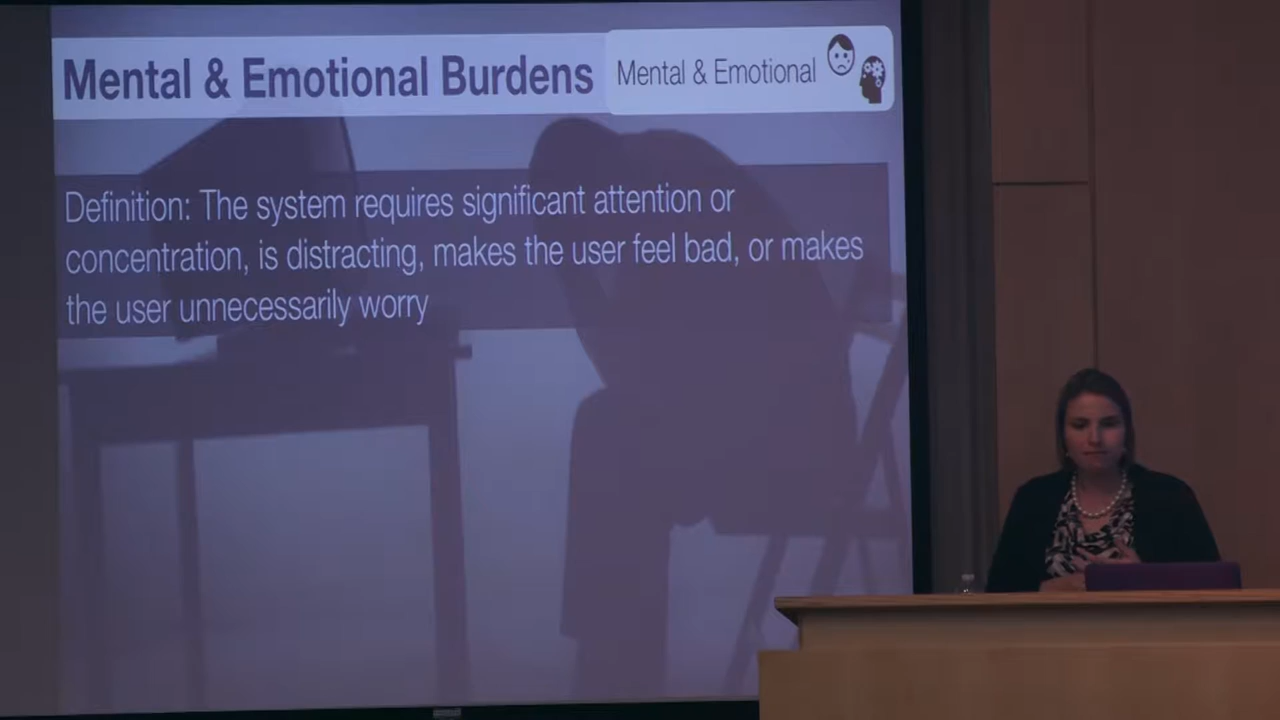 Mental & Emotional Burdens
Mental & Emotional
Definition: The system requires significant attention or
concentration, is distracting, makes the user feel bad, or makes
the user unnecessarily worry